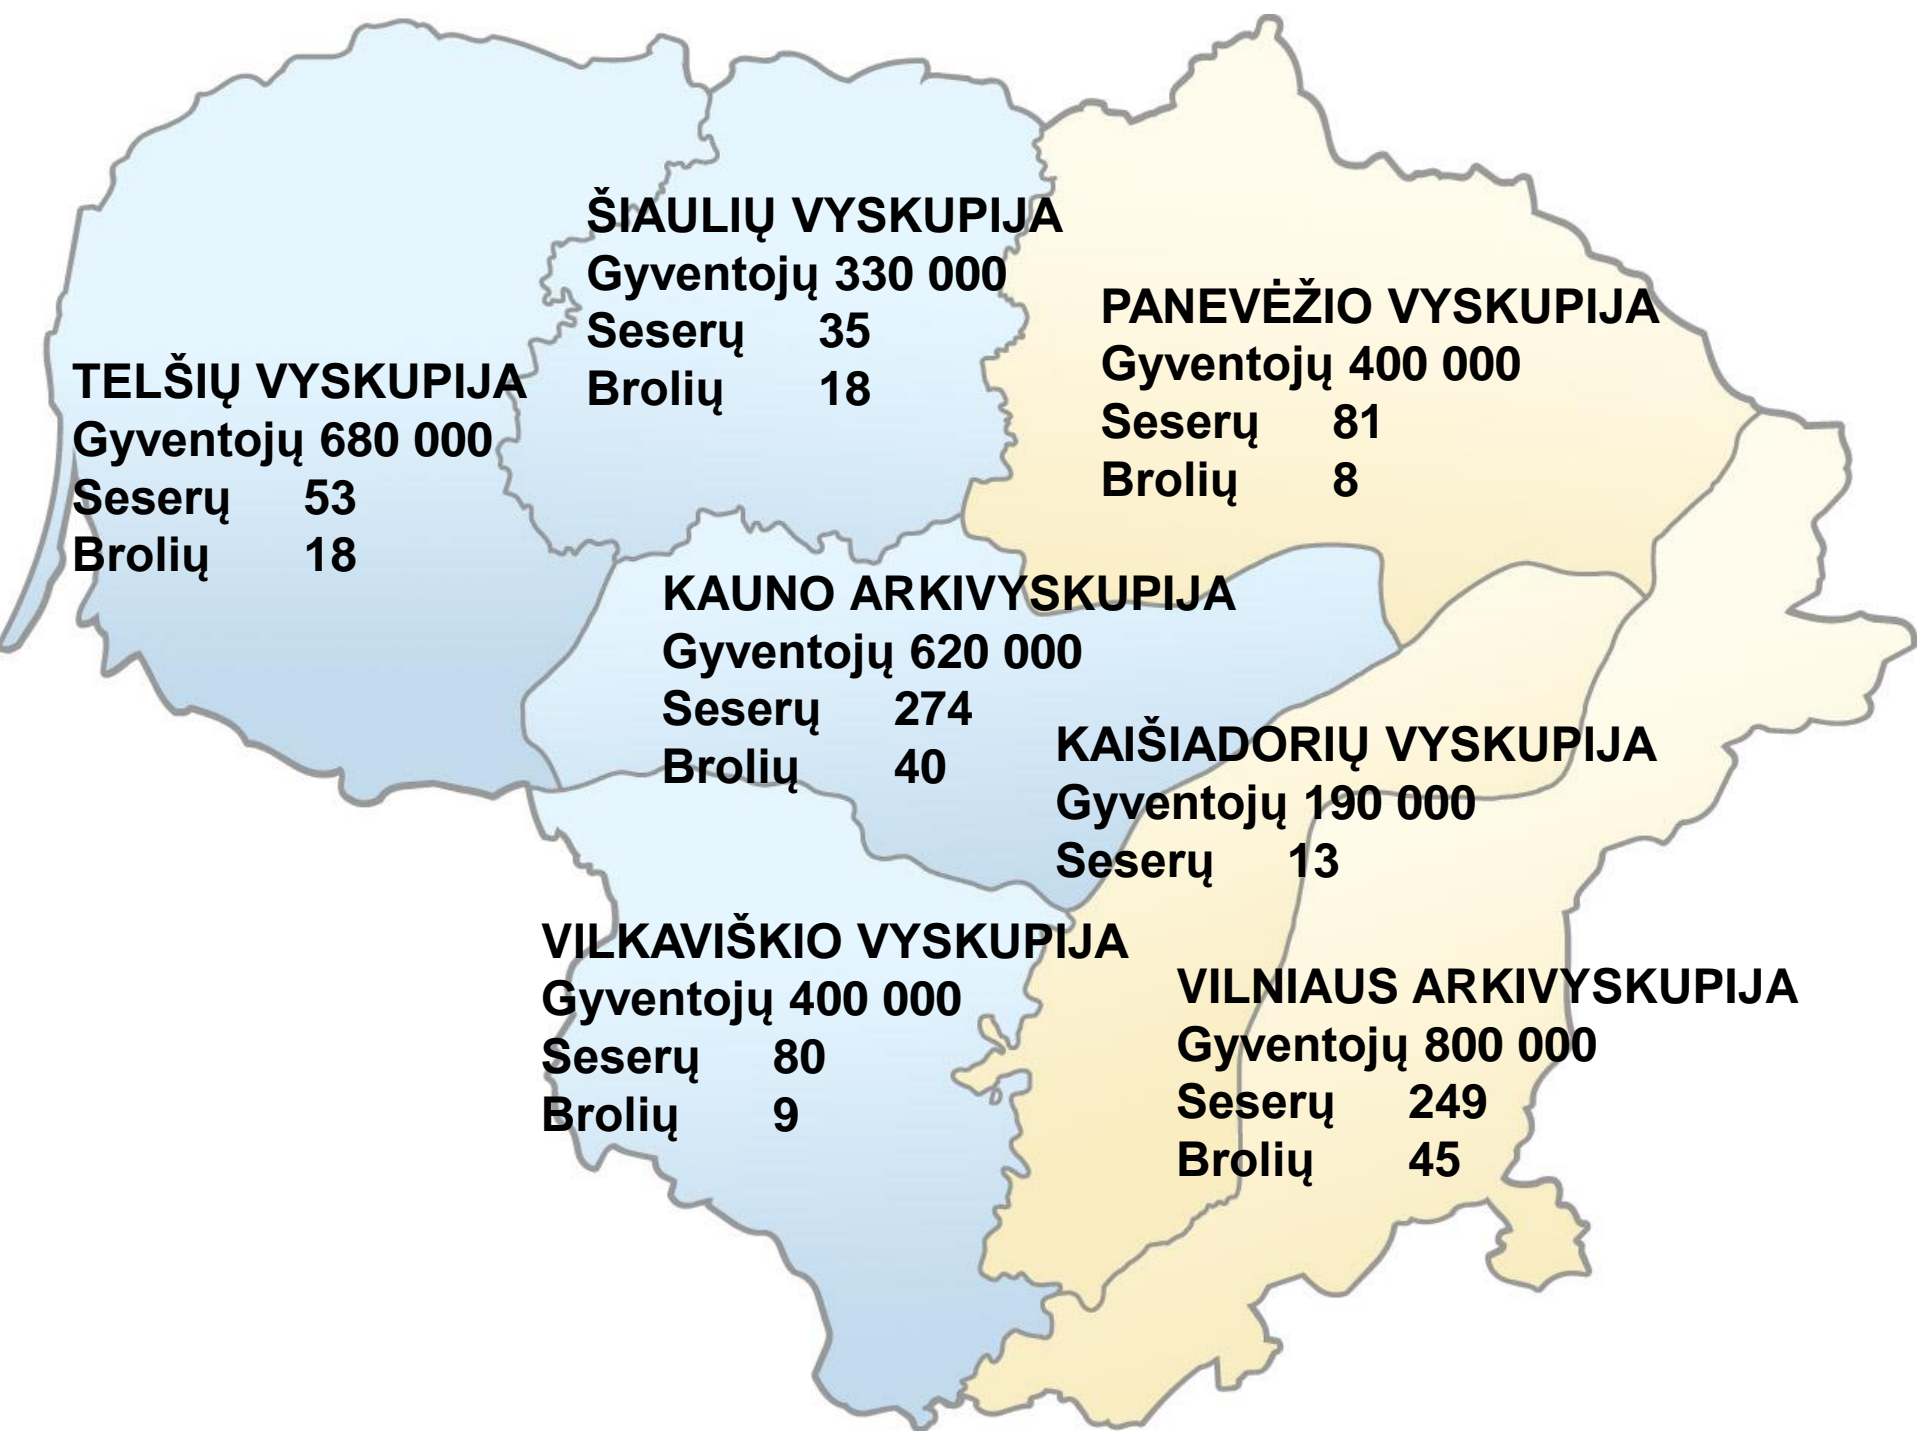 ŠIAULIŲ VYSKUPIJA
Gyventojų 330 000
Seserų 35
Brolių 18
PANEVĖŽIO VYSKUPIJA
Gyventojų 400 000
Seserų 81
Brolių 8
TELŠIŲ VYSKUPIJA
Gyventojų 680 000
Seserų 53
Brolių 18
KAUNO ARKIVYSKUPIJA
Gyventojų 620 000
Seserų 274
Brolių 40
KAIŠIADORIŲ VYSKUPIJA
Gyventojų 190 000
Seserų 13
VILKAVIŠKIO VYSKUPIJA
Gyventojų 400 000
Seserų 80
Brolių 9
VILNIAUS ARKIVYSKUPIJA
Gyventojų 800 000
Seserų 249
Brolių 45